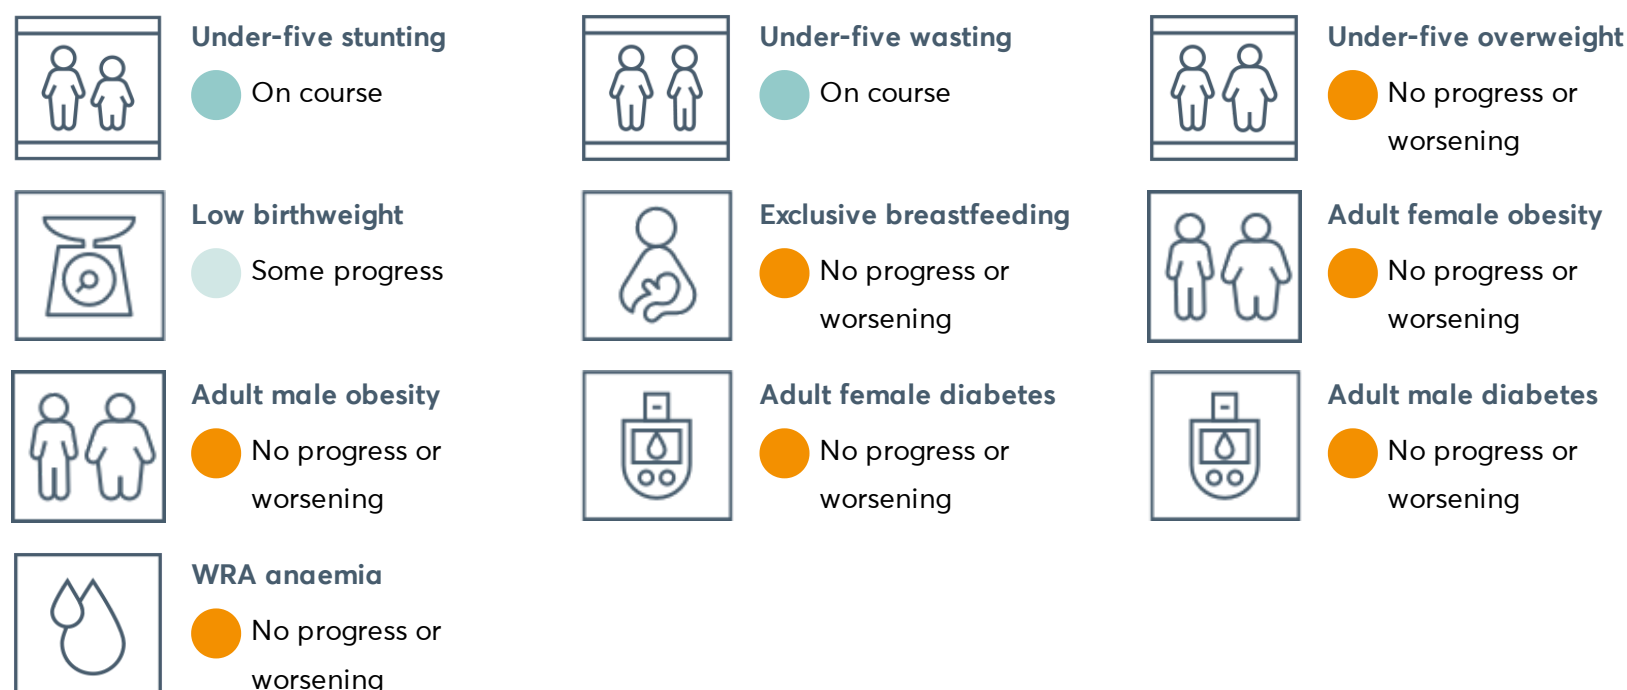 Under-five stunting
On course
Under-five wasting
On course
Under-five overweight
No progress or
worsening
Low birthweight
Some progress
Exclusive breastfeeding
No progress or
worsening
Adult female obesity
No progress or
worsening
Adult male obesity
No progress or
worsening
Adult female diabetes
No progress or
worsening
Adult male diabetes
No progress or
worsening
WRA anaemia
No progress or
worsening